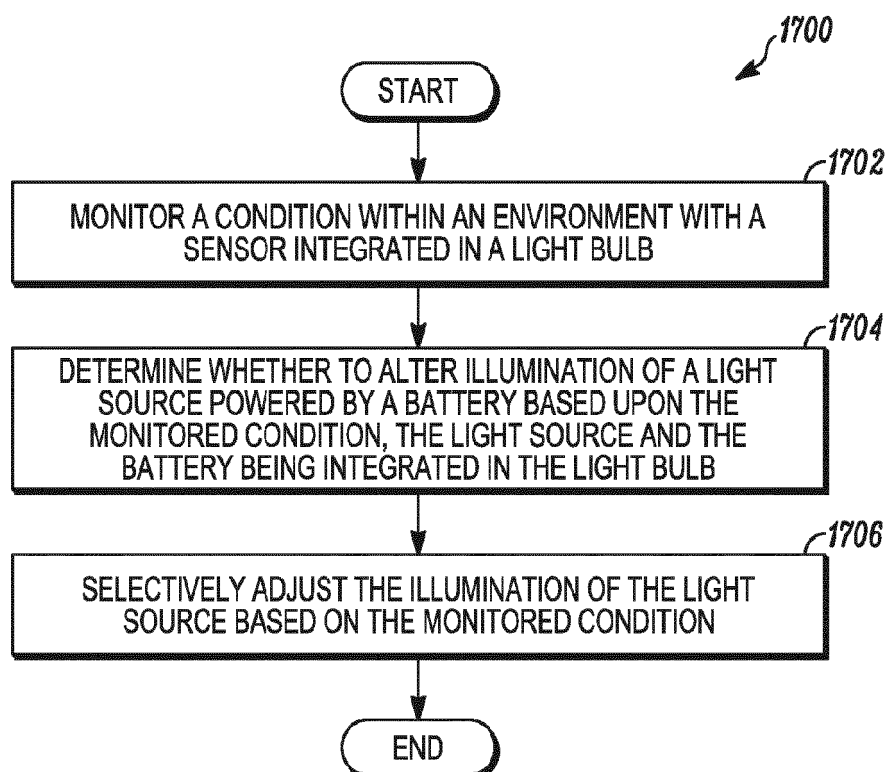 1700
START
1702
MONITOR A CONDITION WITHIN AN ENVIRONMENT WITH A
SENSOR INTEGRATED IN A LIGHT BULB
1704
DETERMINE WHETHER TO ALTER ILLUMINATION OF A LIGHT
SOURCE POWERED BY A BATTERY BASED UPON THE
MONITORED CONDITION, THE LIGHT SOURCE AND THE
BATTERY BEING INTEGRATED IN THE LIGHT BULB
1706
SELECTIVELY ADJUST THE ILLUMINATION OF THE LIGHT
SOURCE BASED ON THE MONITORED CONDITION
END